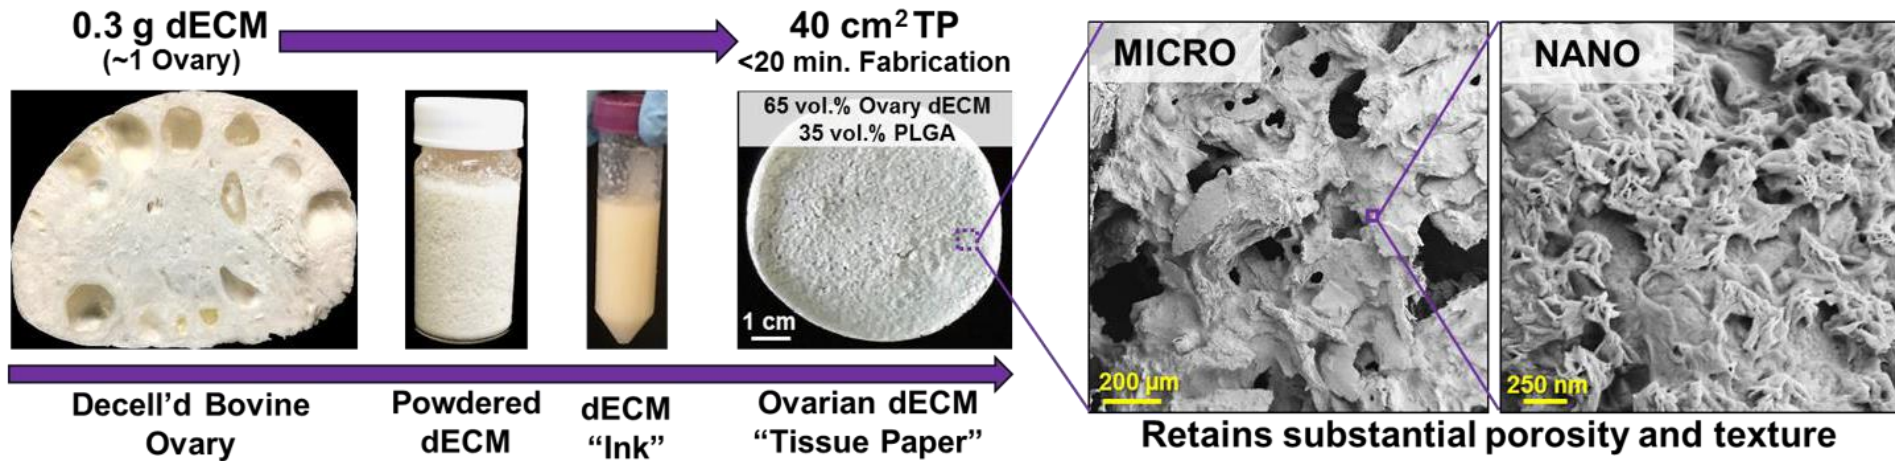 0.3 g dECM
(~1 Ovary)
40 cm² TP
<20 min. Fabrication
65 vol.% Ovary dECM
35 vol.% PLGA
1 cm
Decell’d Bovine
Ovary
Powdered
dECM
dECM
“Ink”
Ovarian dECM
“Tissue Paper”
MICRO
200 µm
NANO
250 nm
Retains substantial porosity and texture